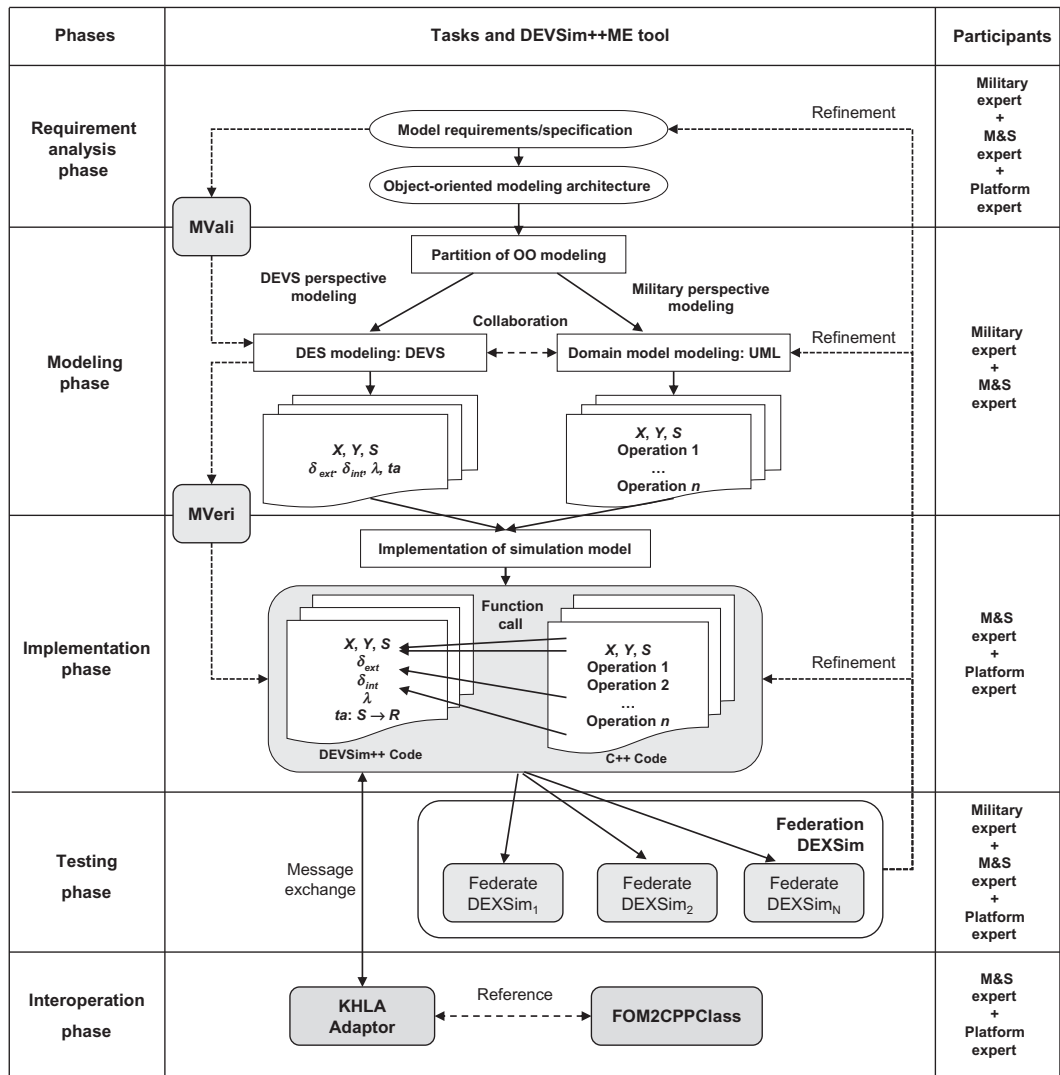 Phases
Tasks and DEVSim++ME tool
Participants
Requirement
analysis
phase
Model requirements/specification
Refinement
Object-oriented modeling architecture
Military
expert
+
M&S
expert
+
Platform
expert
MVali
Modeling
phase
Partition of OO modeling
DEVS perspective
modeling
Military perspective
modeling
Collaboration
DES modeling: DEVS
Domain model modeling: UML
Refinement
X, Y, S
δext. δint, λ, ta
X, Y, S
Operation 1
...
Operation n
Military
expert
+
M&S
expert
MVeri
Implementation
phase
Implementation of simulation model
Function
call
X, Y, S
δext
δint
λ
ta: S → R
DEVSim++ Code
X, Y, S
Operation 1
Operation 2
...
Operation n
C++ Code
Refinement
M&S
expert
+
Platform
expert
Testing
phase
Message
exchange
Federation
DEXSim
Federate
DEXSim1
Federate
DEXSim2
Federate
DEXSimN
Military
expert
+
M&S
expert
+
Platform
expert
Interoperation
phase
KHLA
Adaptor
Reference
FOM2CPPClass
M&S
expert
+
Platform
expert